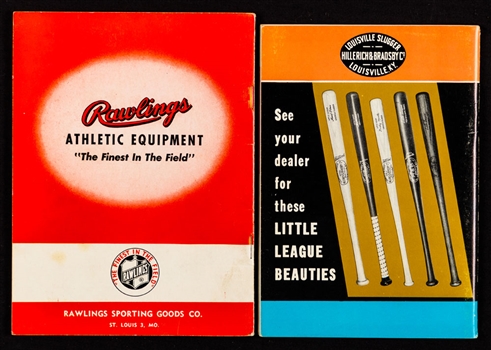 Rawlings
ATHLETIC EQUIPMENT
"The Finest In The Field"
THE FINEST IN THE FIELD!
RAWLINGS
RAWLINGS SPORTING GOODS CO.
ST. LOUIS 3, MO.
LOUISVILLE SLUGGER
HILLERICH & BRADSBY Co
LOUISVILLE, KY.
See
your
dealer
for
these
LITTLE
LEAGUE
BEAUTIES